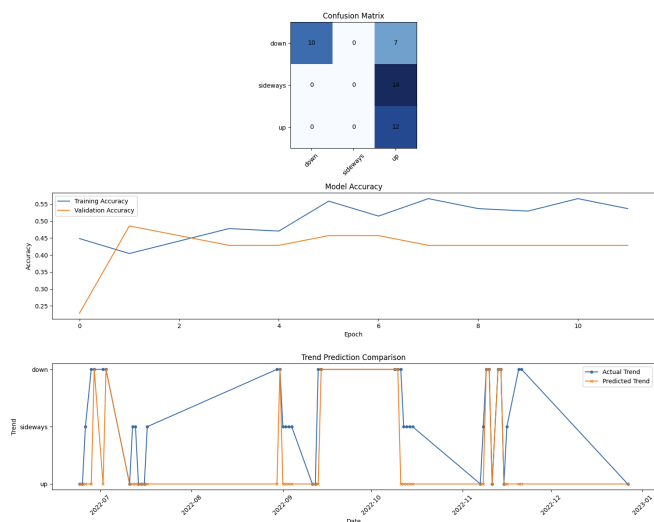 Confusion Matrix
down
10
0
7
sideways
0
0
14
up
0
0
12
down
sideways
up
Model Accuracy
Training Accuracy
Validation Accuracy
Accuracy
0.55
0.50
0.45
0.40
0.35
0.30
0.25
0
2
4
6
8
10
Epoch
Trend Prediction Comparison
Actual Trend
Predicted Trend
Trend
down
sideways
up
2022-07
2022-08
2022-09
2022-10
2022-11
2022-12
2023-01
Date